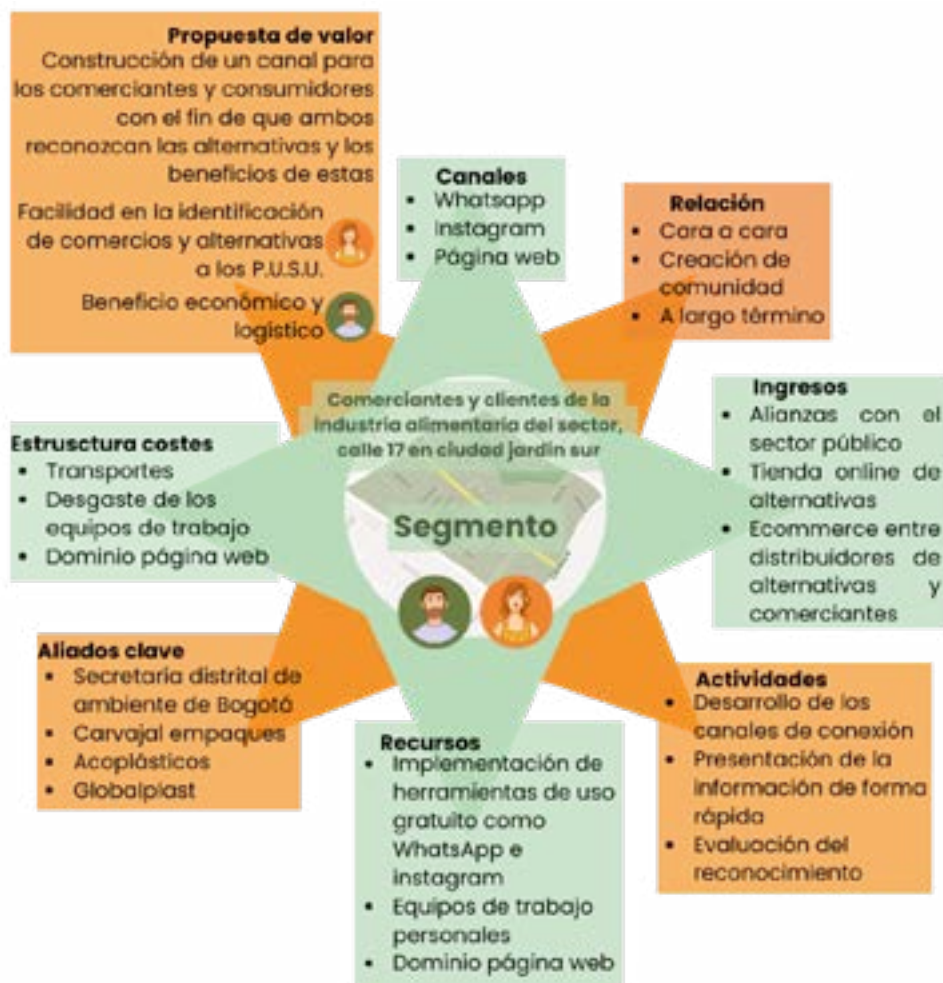 Propuesta de valor
Construcción de un canal para
los comerciantes y consumidores
con el fin de que ambos
reconozcan las alternativas y los
beneficios de estas
Facilidad en la identificación
de comercios y alternativas
a los P.U.S.U.
Beneficio económico y
logístico
Canales
▪ Whatsapp
▪ Instagram
▪ Página web
Relación
▪ Cara a cara
▪ Creación de
comunidad
▪ A largo término
Comerciantes y clientes de la
industria alimentaria del sector,
calle 17 en ciudad jardin sur
Segmento
Estrusctura costes
▪ Transportes
▪ Desgaste de los
equipos de trabajo
▪ Dominio página web
Ingresos
▪ Alianzas con el
sector público
▪ Tienda online de
alternativas
▪ Ecommerce entre
distribuidores de
alternativas y
comerciantes
Aliados clave
▪ Secretaria distrital de
ambiente de Bogotá
▪ Carvajal empaques
▪ Acoplásticos
▪ Globalplast
Recursos
▪ Implementación de
herramientas de uso
gratuito como
WhatsApp e
instagram
▪ Equipos de trabajo
personales
▪ Dominio página web
Actividades
▪ Desarrollo de los
canales de conexión
▪ Presentación de la
información de forma
rápida
▪ Evaluación del
reconocimiento